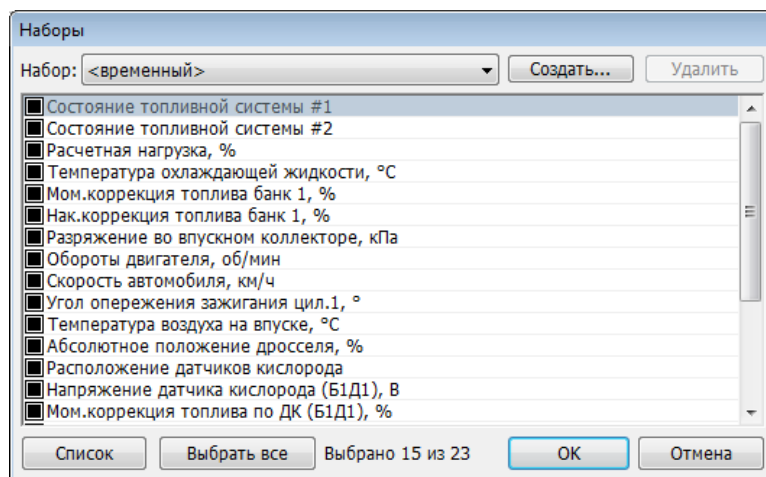 Наборы
Набор: <временный> Создать... Удалить
Состояние топливной системы #1
Состояние топливной системы #2
Расчетная нагрузка, %
Температура охлаждающей жидкости, °C
Мом.коррекция топлива банк 1, %
Нак.коррекция топлива банк 1, %
Разряжение во впускном коллекторе, кПа
Обороты двигателя, об/мин
Скорость автомобиля, км/ч
Угол опережения зажигания цил.1, °
Температура воздуха на впуске, °C
Абсолютное положение дросселя, %
Расположение датчиков кислорода
Напряжение датчика кислорода (Б1Д1), В
Мом.коррекция топлива по ДК (Б1Д1), %
Список Выбрать все Выбрано 15 из 23 OK Отмена